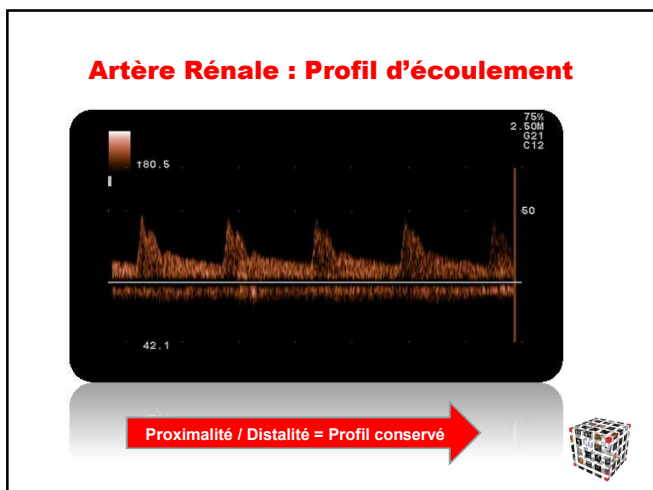 Artère Rénale : Profil d'écoulement
75%
2.50M
G21
C12
↑80.5
50
42.1
Proximalité / Distalité = Profil conservé